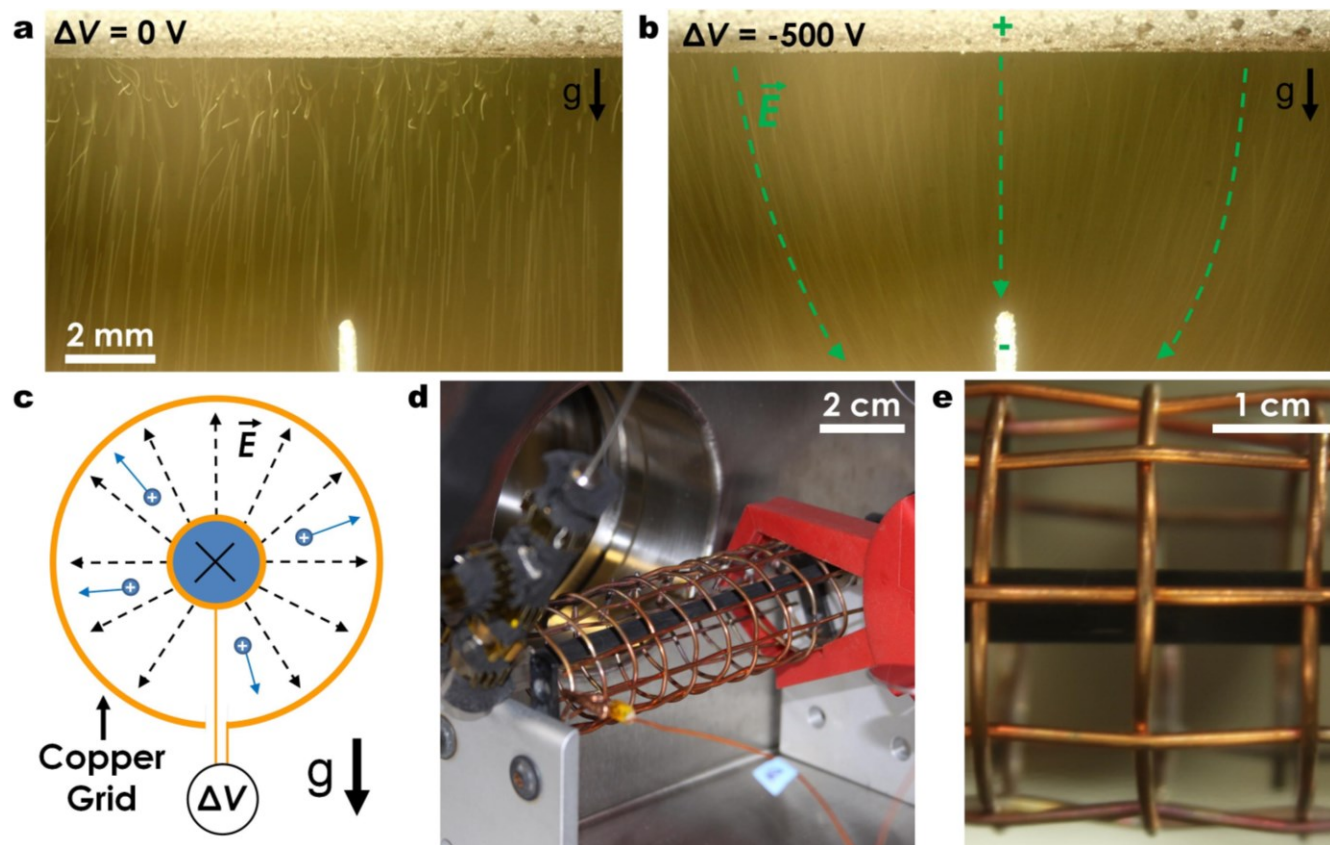 a
ΔV = 0 V
g
2 mm
b
ΔV = -500 V
+
E
g
-
c
E
+
+
+
+
Copper
Grid
ΔV
g
d
2 cm
e
1 cm